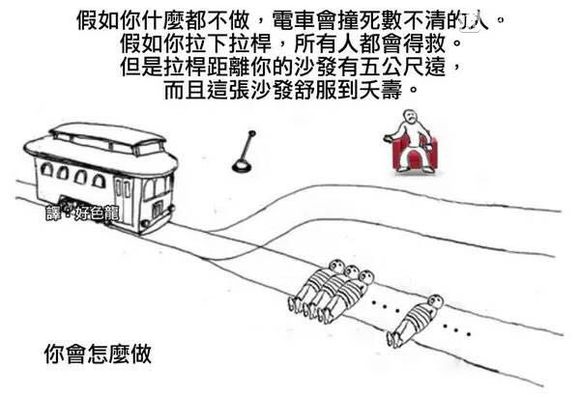 假如你什麼都不做，電車會撞死數不清的人。
假如你拉下拉桿，所有人都會得救。
但是拉桿距離你的沙發有五公尺遠，
而且這張沙發舒服到夭壽。
譯：好色龍
你會怎麼做